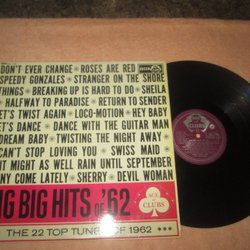 DON'T EVER CHANGE • ROSES ARE RED •
SPEEDY GONZALES • STRANGER ON THE SHORE
THINGS • BREAKING UP IS HARD TO DO • SHEILA
HALFWAY TO PARADISE • RETURN TO SENDER
LET'S TWIST AGAIN • LOCO-MOTION • HEY BABY
LET'S DANCE • DANCE WITH THE GUITAR MAN
DREAM BABY • TWISTING THE NIGHT AWAY
I CAN'T STOP LOVING YOU • SWISS MAID •
IT MIGHT AS WELL RAIN UNTIL SEPTEMBER
NY COME LATELY • SHERRY • DEVIL WOMAN
NG BIG HITS OF '62
ACE OF
CLUBS
THE 22 TOP TUNES OF 1962